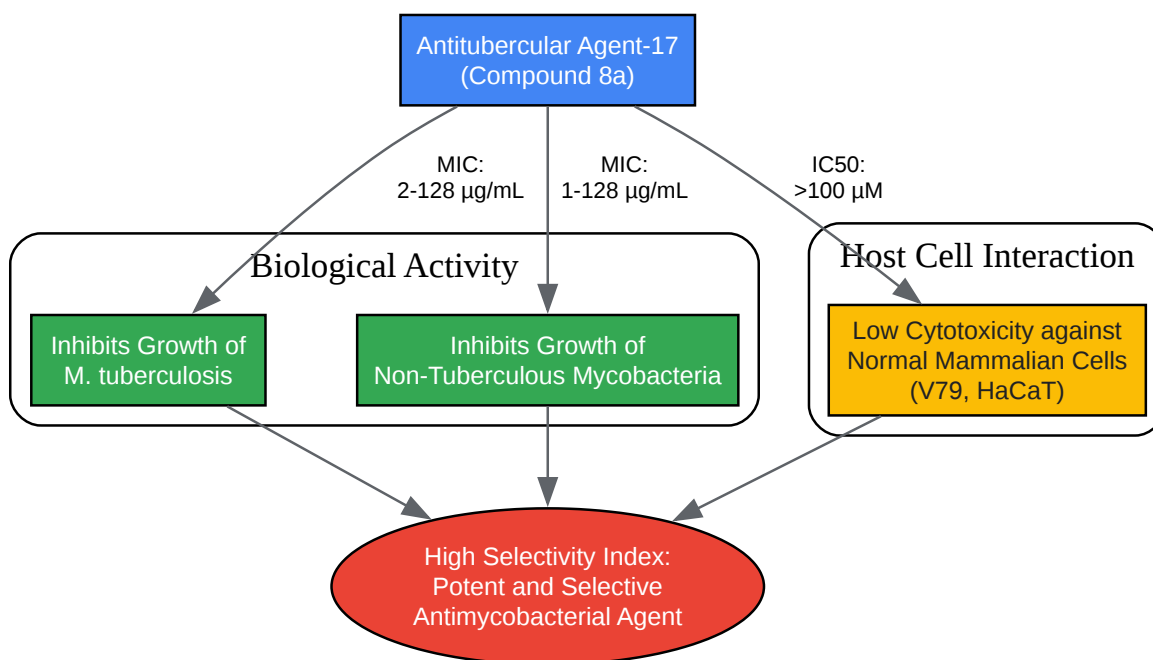 Antitubercular Agent-17
(Compound 8a)
MIC:
2-128 µg/mL
MIC:
1-128 µg/mL
IC50:
>100 µM
Biological Activity
Host Cell Interaction
Inhibits Growth of
M. tuberculosis
Inhibits Growth of
Non-Tuberculous Mycobacteria
Low Cytotoxicity against
Normal Mammalian Cells
(V79, HaCaT)
High Selectivity Index:
Potent and Selective
Antimycobacterial Agent